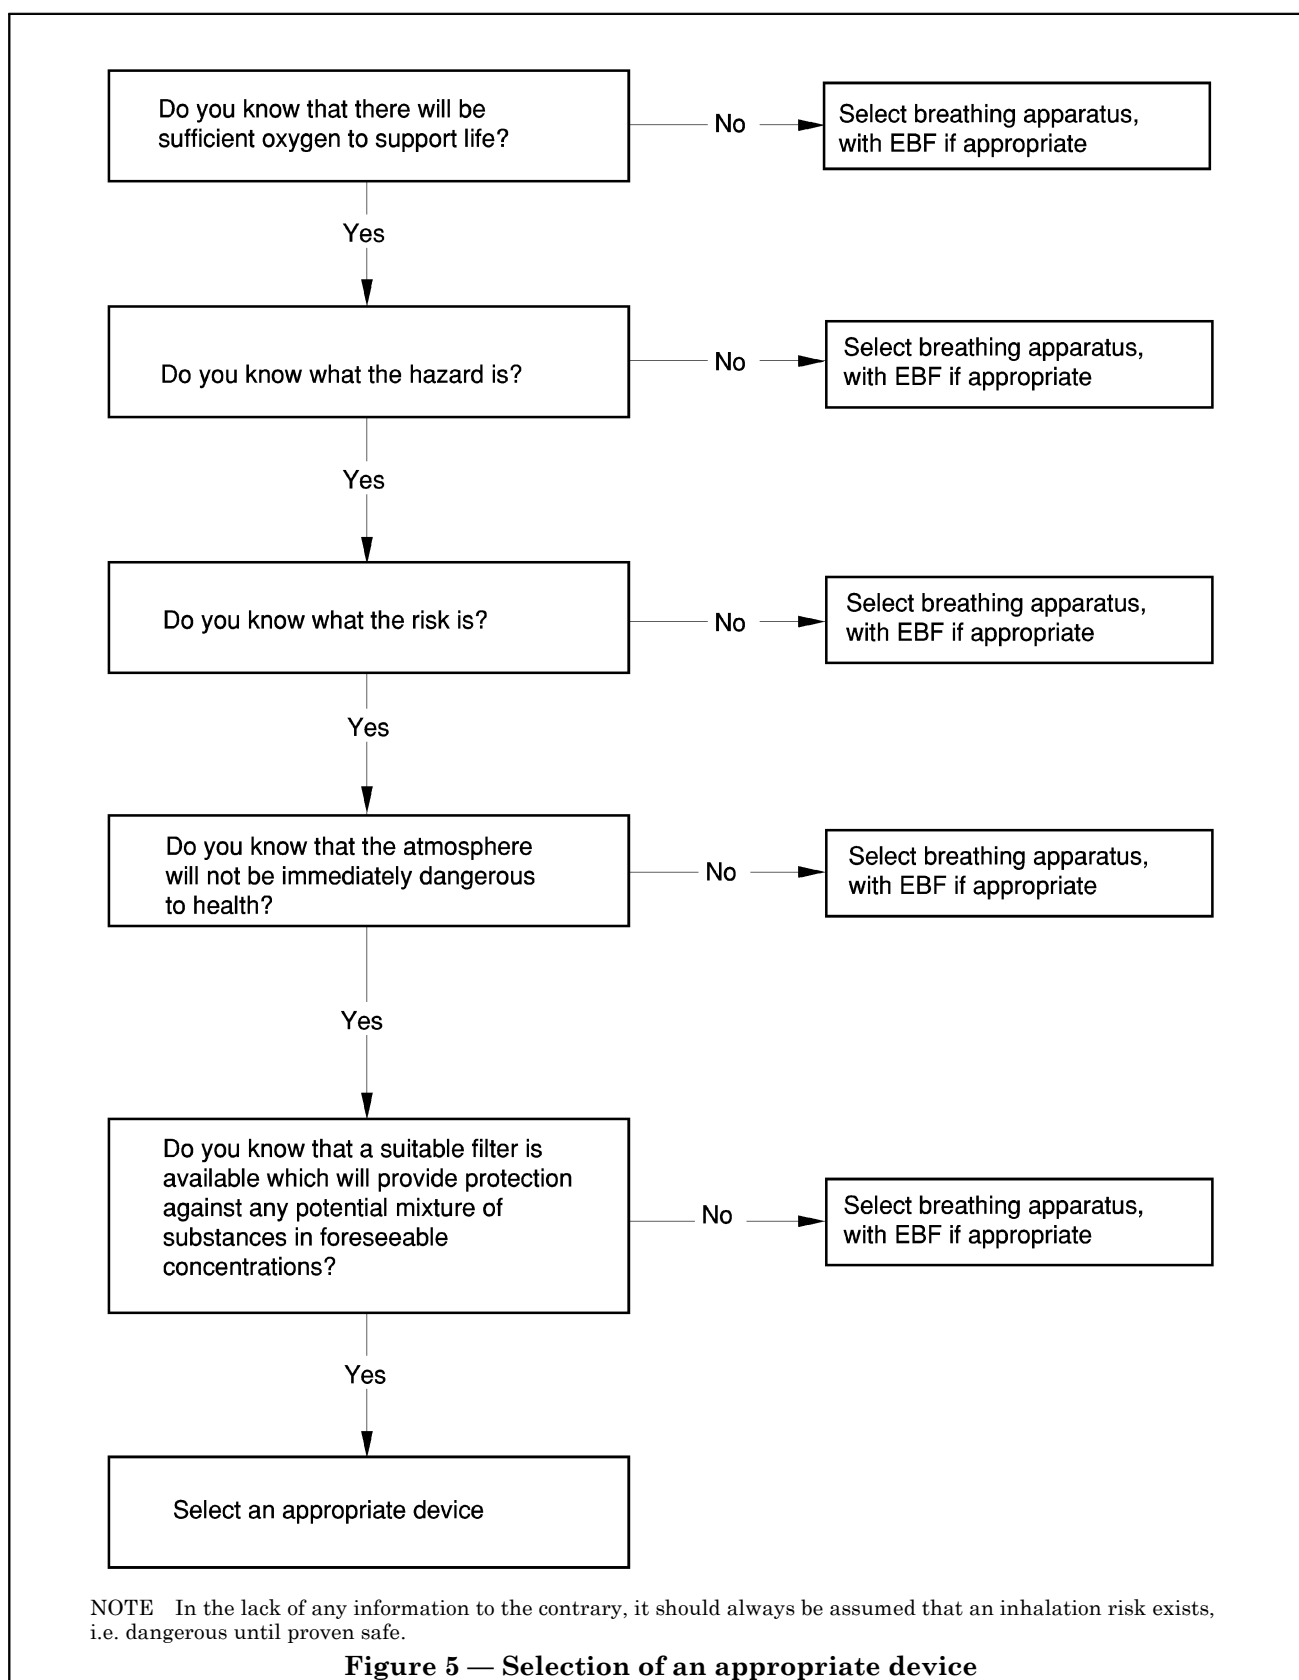 Do you know that there will be
sufficient oxygen to support life?
No
Select breathing apparatus,
with EBF if appropriate
Yes
Do you know what the hazard is?
No
Select breathing apparatus,
with EBF if appropriate
Yes
Do you know what the risk is?
No
Select breathing apparatus,
with EBF if appropriate
Yes
Do you know that the atmosphere
will not be immediately dangerous
to health?
No
Select breathing apparatus,
with EBF if appropriate
Yes
Do you know that a suitable filter is
available which will provide protection
against any potential mixture of
substances in foreseeable
concentrations?
No
Select breathing apparatus,
with EBF if appropriate
Yes
Select an appropriate device
NOTE In the lack of any information to the contrary, it should always be assumed that an inhalation risk exists,
i.e. dangerous until proven safe.
Figure 5 — Selection of an appropriate device